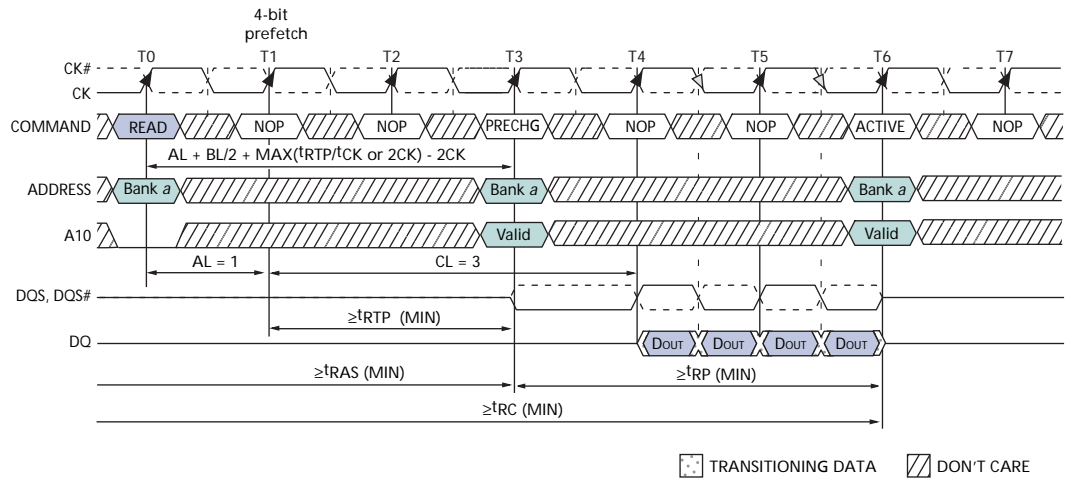 4-bit
prefetch
T0 T1 T2 T3 T4 T5 T6 T7
CK#
CK
COMMAND READ NOP NOP PRECHG NOP NOP ACTIVE NOP
AL + BL/2 + MAX(tRTP/tCK or 2CK) - 2CK
ADDRESS Bank a Bank a Bank a
A10 Valid Valid
AL = 1 CL = 3
DQS, DQS#
≥tRTP (MIN)
DQ DOUT DOUT DOUT DOUT
≥tRAS (MIN) ≥tRP (MIN)
≥tRC (MIN)
TRANSITIONING DATA DON'T CARE